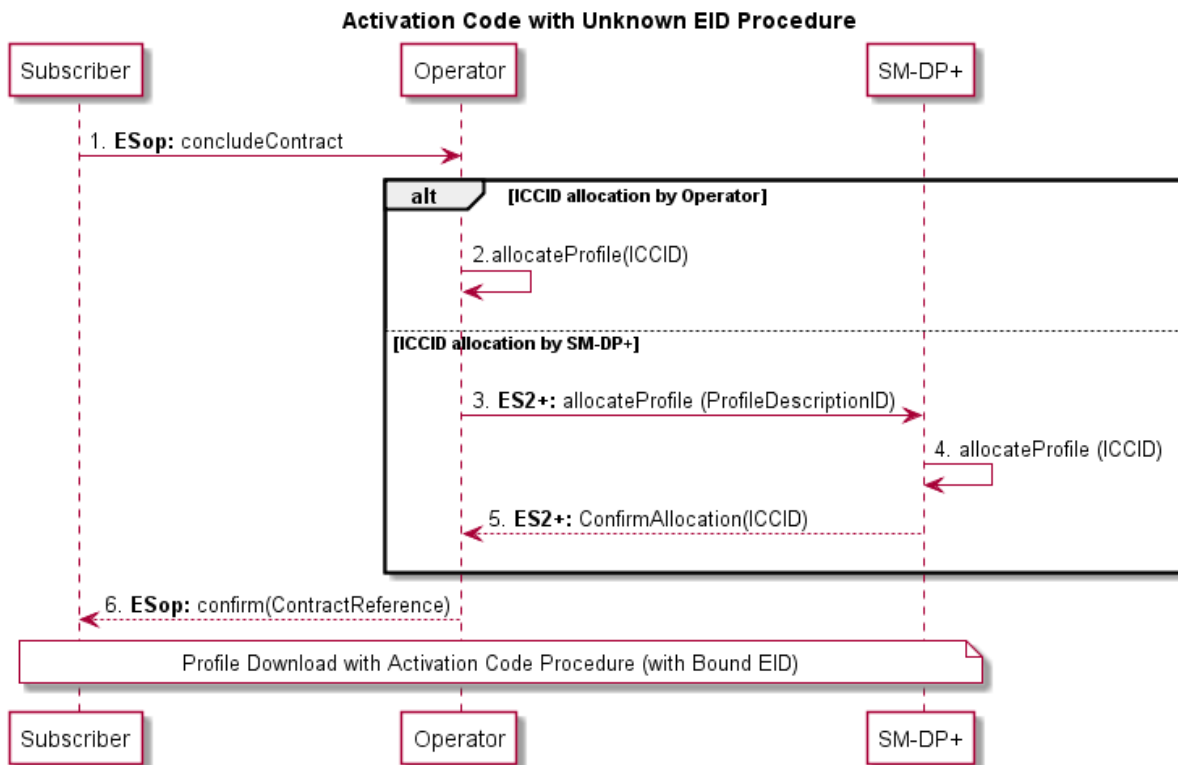 Activation Code with Unknown EID Procedure
Subscriber
Operator
SM-DP+
1. ESop: concludeContract
alt
[ICCID allocation by Operator]
2.allocateProfile(ICCID)
[ICCID allocation by SM-DP+]
3. ES2+: allocateProfile (ProfileDescriptionID)
4. allocateProfile (ICCID)
5. ES2+: ConfirmAllocation(ICCID)
6. ESop: confirm(ContractReference)
Profile Download with Activation Code Procedure (with Bound EID)
Subscriber
Operator
SM-DP+